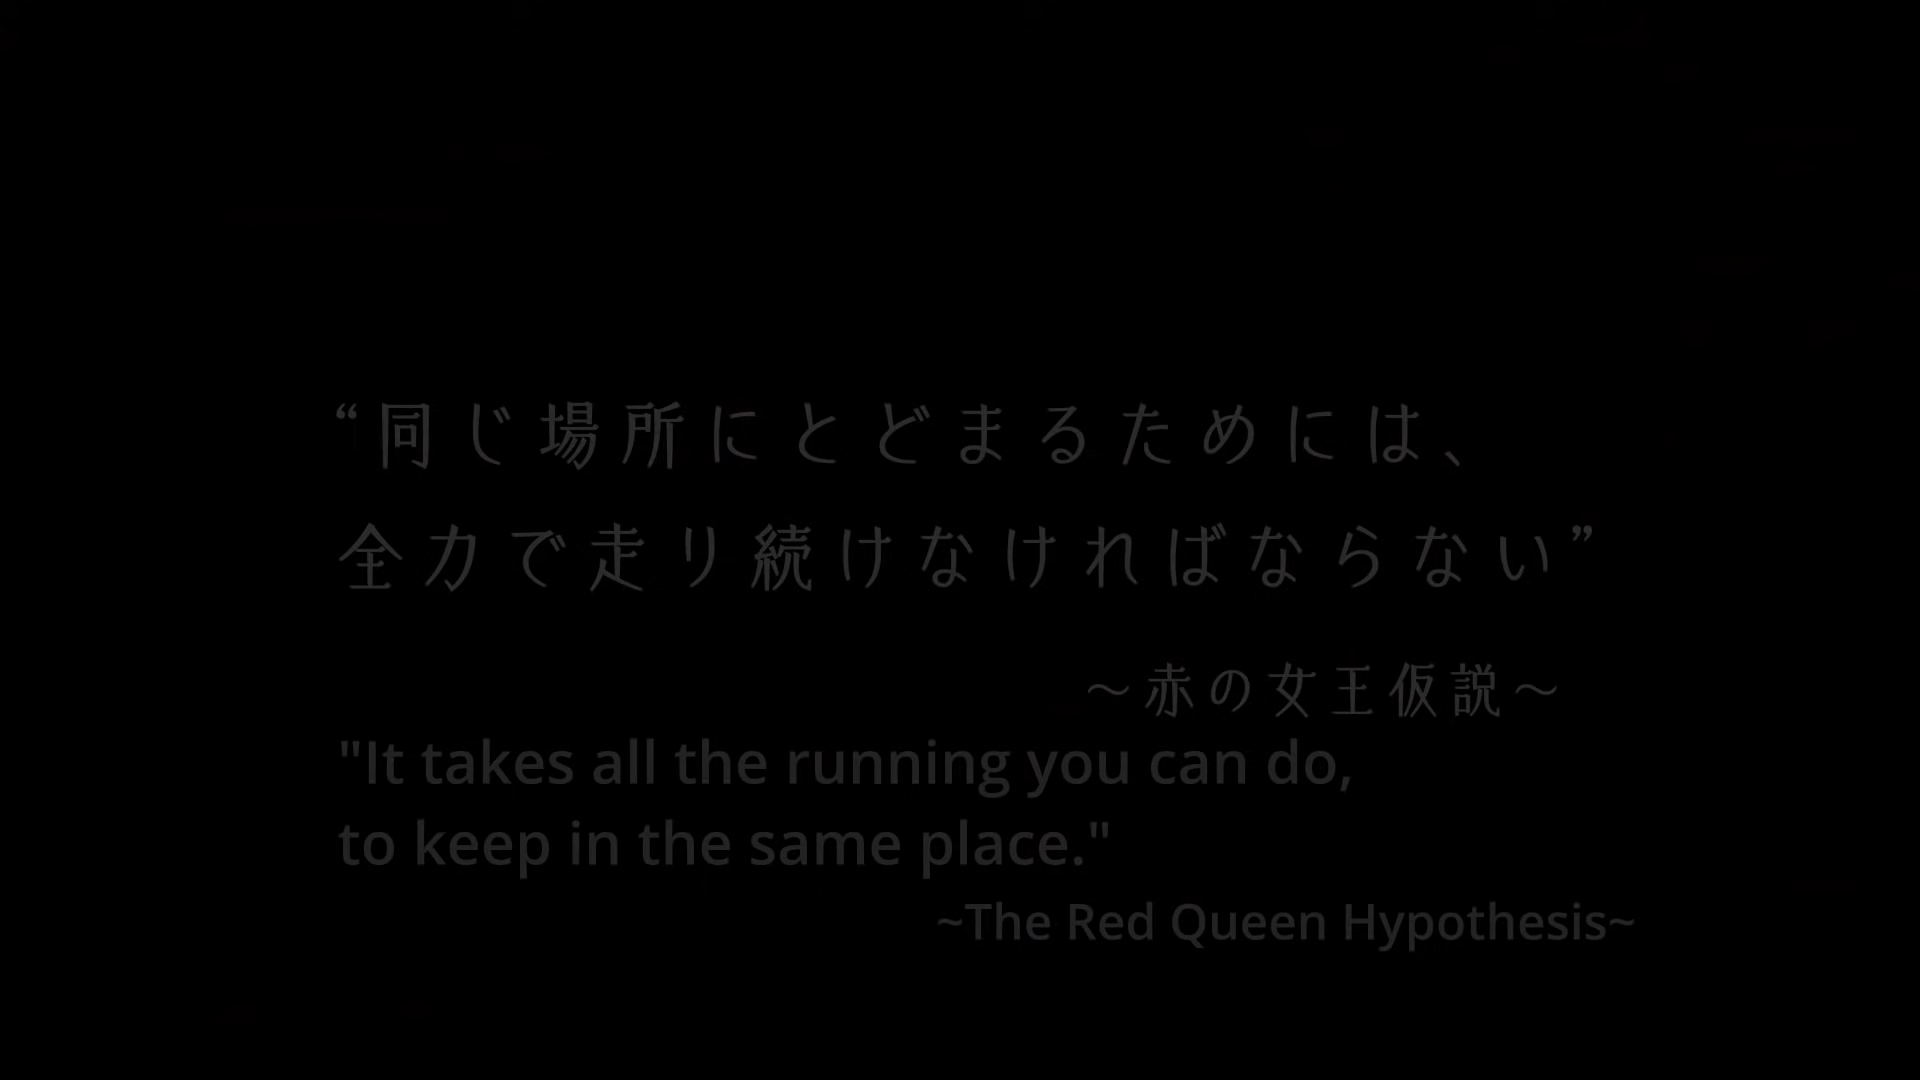 “同じ場所にとどまるためには、
全力で走り続けなければならない”
～赤の女王仮説～
"It takes all the running you can do,
to keep in the same place."
~The Red Queen Hypothesis~